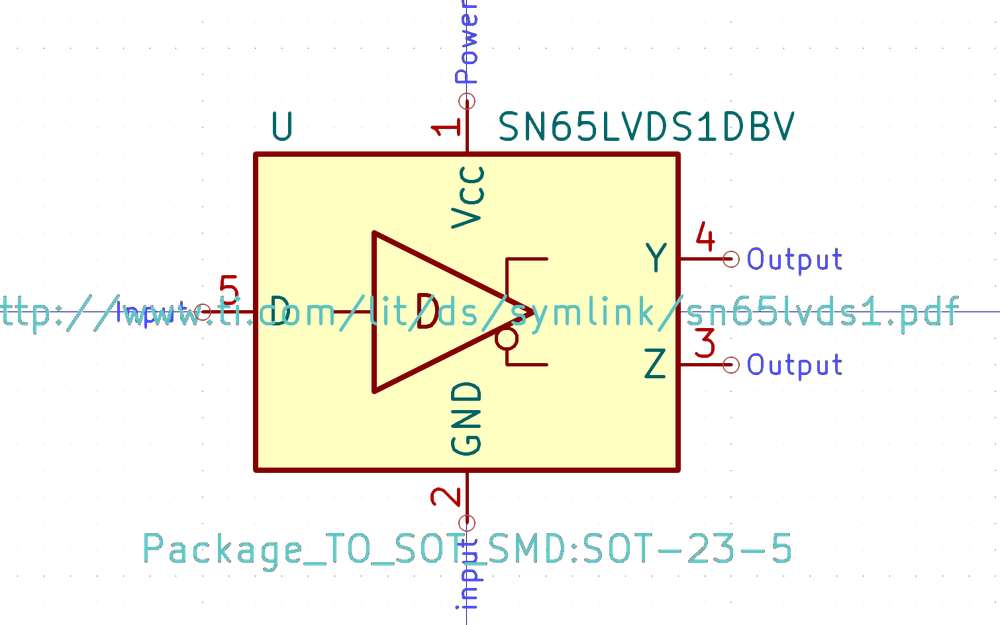 Power
U
SN65LVDS1DBV
1
Vcc
4
Y
Output
5
Input
D
D
ttp://www.ti.com/lit/ds/symlink/sn65lvds1.pdf
3
Z
Output
GND
2
Package_TO_SOT_SMD:SOT-23-5
input